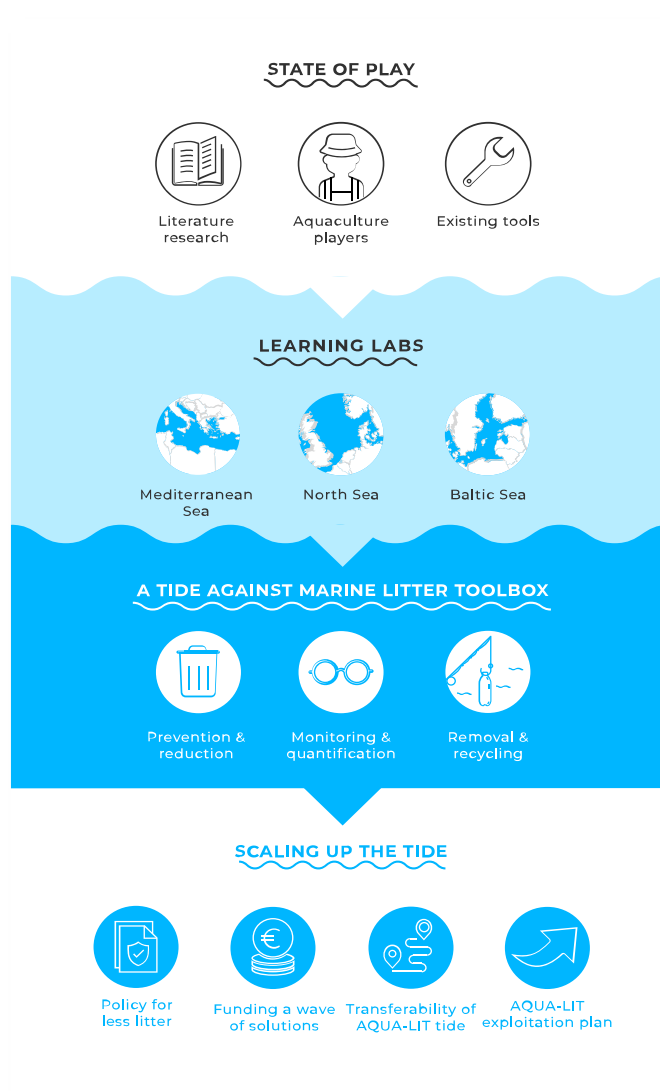 STATE OF PLAY
Literature
research
Aquaculture
players
Existing tools
LEARNING LABS
Mediterranean
Sea
North Sea
Baltic Sea
A TIDE AGAINST MARINE LITTER TOOLBOX
Prevention &
reduction
Monitoring &
quantification
Removal &
recycling
SCALING UP THE TIDE
€
Policy for
less litter
Funding a wave
of solutions
Transferability of
AQUA-LIT tide
AQUA-LIT
exploitation plan